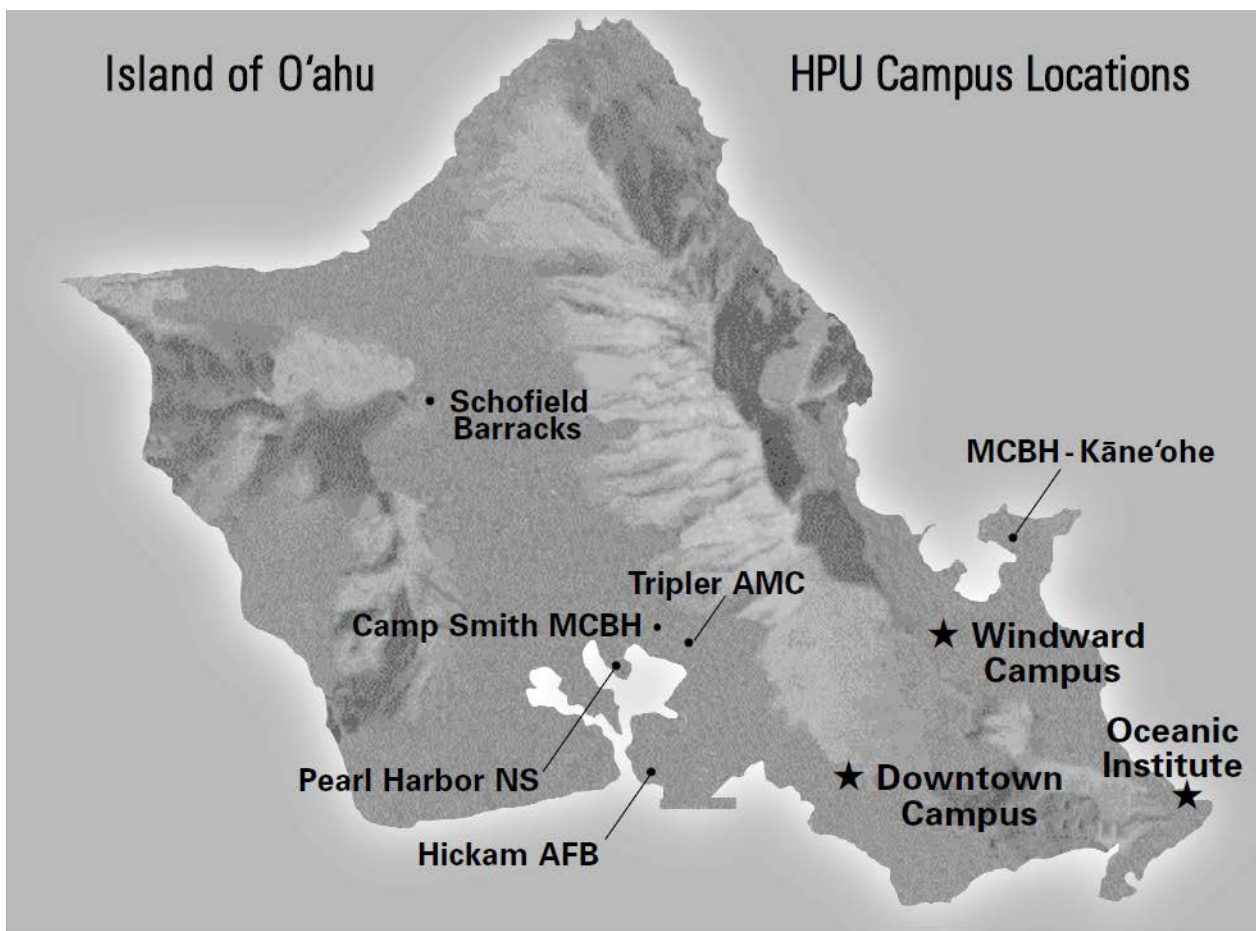 Island of O‘ahu
HPU Campus Locations
Schofield
Barracks
MCBH - Kāne‘ohe
Tripler AMC
Camp Smith MCBH
Windward
Campus
Oceanic
Institute
Pearl Harbor NS
Downtown
Campus
Hickam AFB